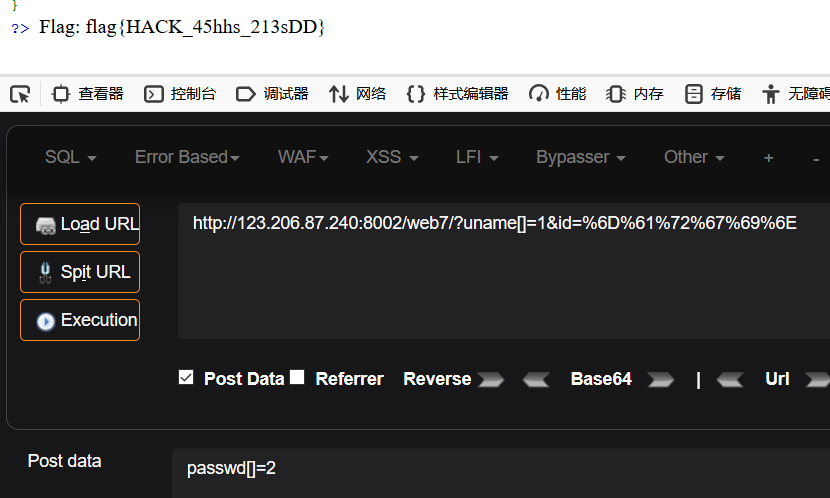 }
?> Flag: flag{HACK_45hhs_213sDD}
查看器 控制台 调试器 网络 样式编辑器 性能 内存 存储 无障碍
SQL Error Based WAF XSS LFI Bypasser Other + -
Load URL http://123.206.87.240:8002/web7/?uname[]=1&id=%6D%61%72%67%69%6E
Spit URL
Execution
Post Data Referrer Reverse Base64 | Url
Post data passwd[]=2